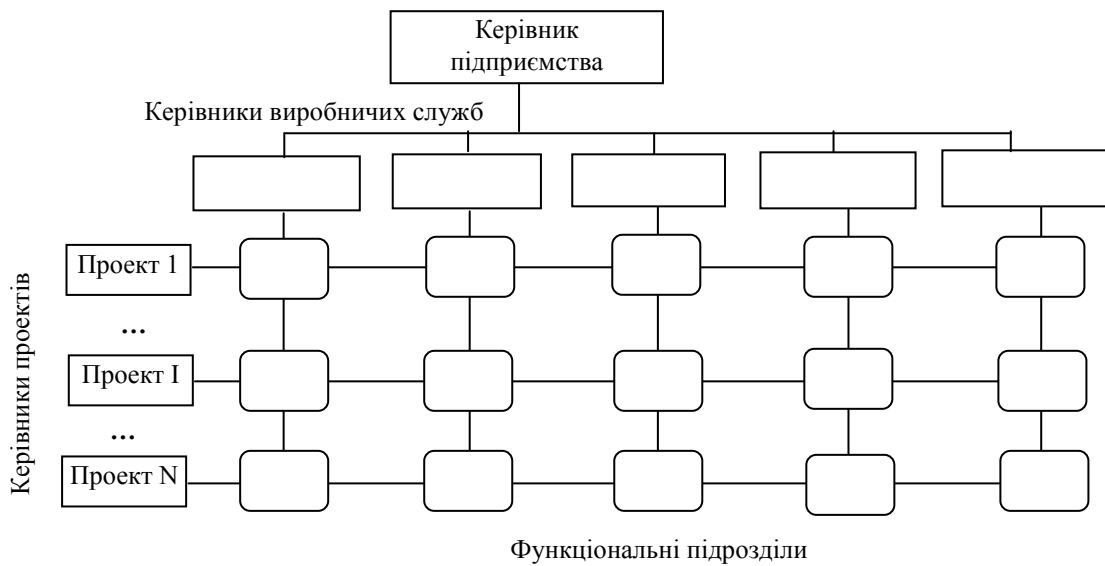 Керівник
підприємства
Керівники виробничих служб
Керівники проектів
Проект 1
...
Проект I
...
Проект N
Функціональні підрозділи